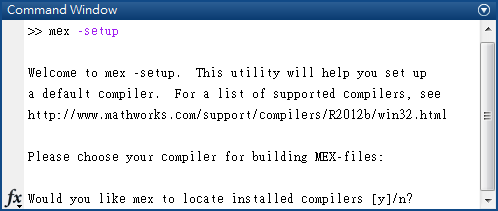 Command Window
>> mex -setup
Welcome to mex -setup.  This utility will help you set up
a default compiler.  For a list of supported compilers, see
http://www.mathworks.com/support/compilers/R2012b/win32.html
Please choose your compiler for building MEX-files:
fx Would you like mex to locate installed compilers [y]/n?